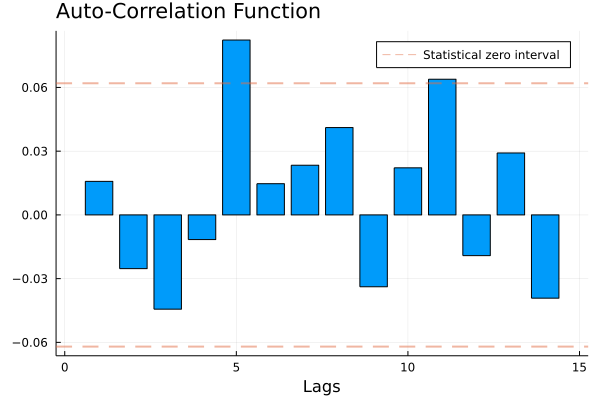 Auto-Correlation Function
Statistical zero interval
0.06
0.03
0.00
−0.03
−0.06
0 5 10 15
Lags